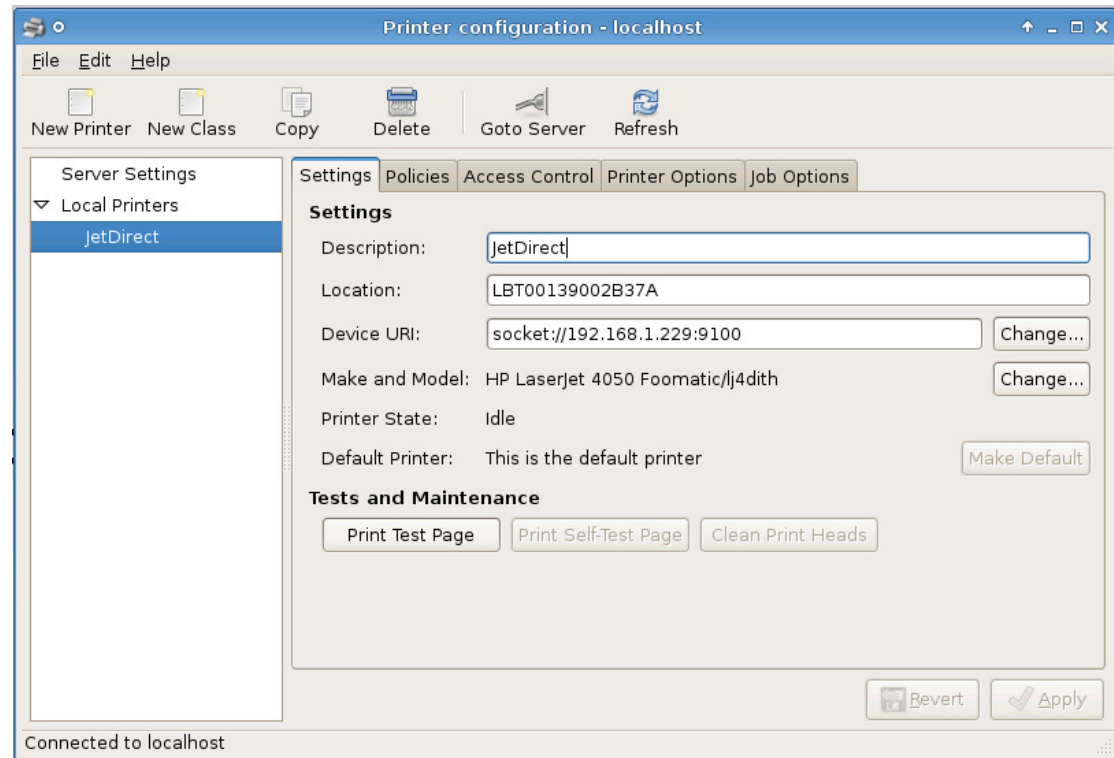 Printer configuration - localhost
File Edit Help
New Printer New Class Copy Delete Goto Server Refresh
Server Settings
Local Printers
JetDirect
Settings Policies Access Control Printer Options Job Options
Settings
Description: JetDirect
Location: LBT00139002B37A
Device URI: socket://192.168.1.229:9100 Change...
Make and Model: HP LaserJet 4050 Foomatic/lj4dith Change...
Printer State: Idle
Default Printer: This is the default printer Make Default
Tests and Maintenance
Print Test Page Print Self-Test Page Clean Print Heads
Revert Apply
Connected to localhost